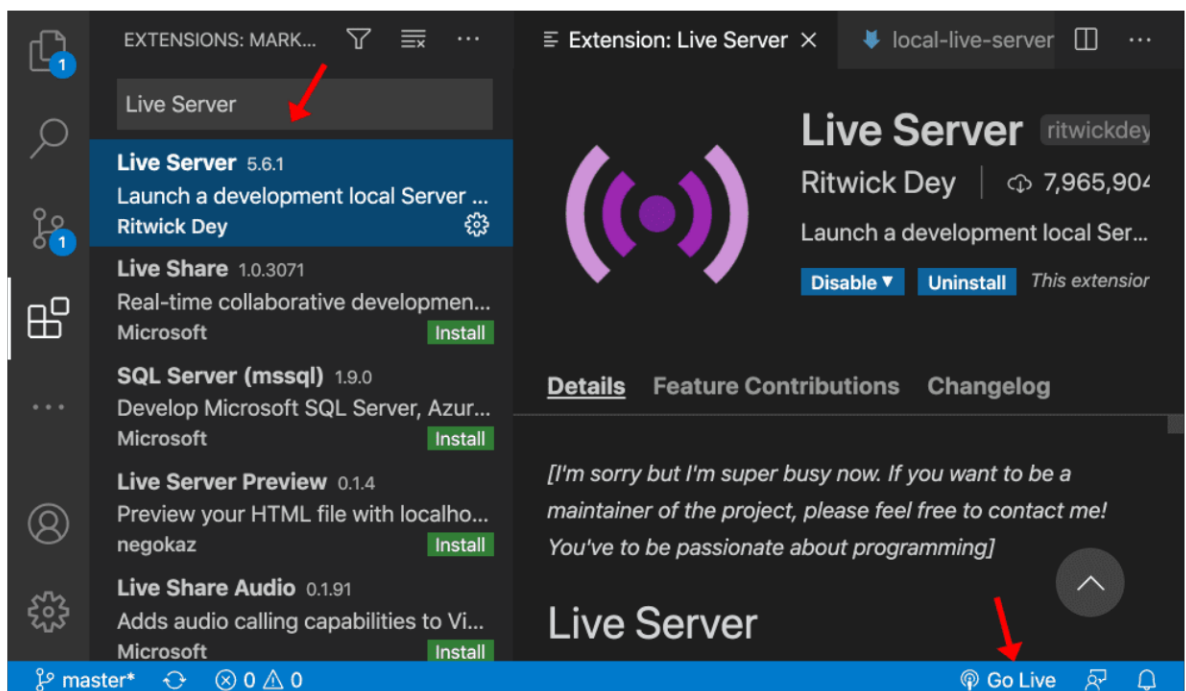 1
1
EXTENSIONS: MARK...
Live Server
Live Server 5.6.1
Launch a development local Server ...
Ritwick Dey
Live Share 1.0.3071
Real-time collaborative developmen...
Microsoft
Install
SQL Server (mssql) 1.9.0
Develop Microsoft SQL Server, Azur...
Microsoft
Install
Live Server Preview 0.1.4
Preview your HTML file with localho...
negokaz
Install
Live Share Audio 0.1.91
Adds audio calling capabilities to Vi...
Microsoft
Install
Extension: Live Server
local-live-server
Live Server ritwickdey
Ritwick Dey 7,965,904
Launch a development local Ser...
Disable Uninstall This extension
Details Feature Contributions Changelog
[I'm sorry but I'm super busy now. If you want to be a
maintainer of the project, please feel free to contact me!
You've to be passionate about programming]
Live Server
master* 0 0 Go Live